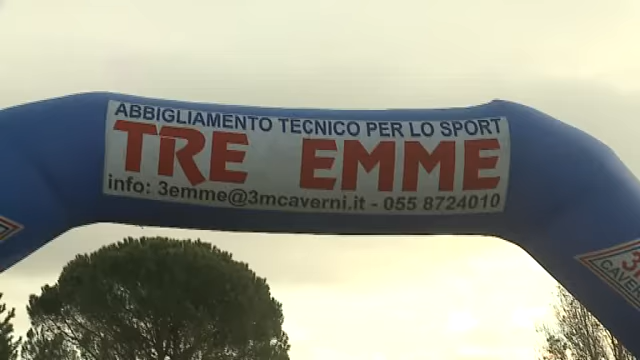 ABBIGLIAMENTO TECNICO PER LO SPORT
TRE EMME
info: 3emme@3mcaverni.it - 055 8724010